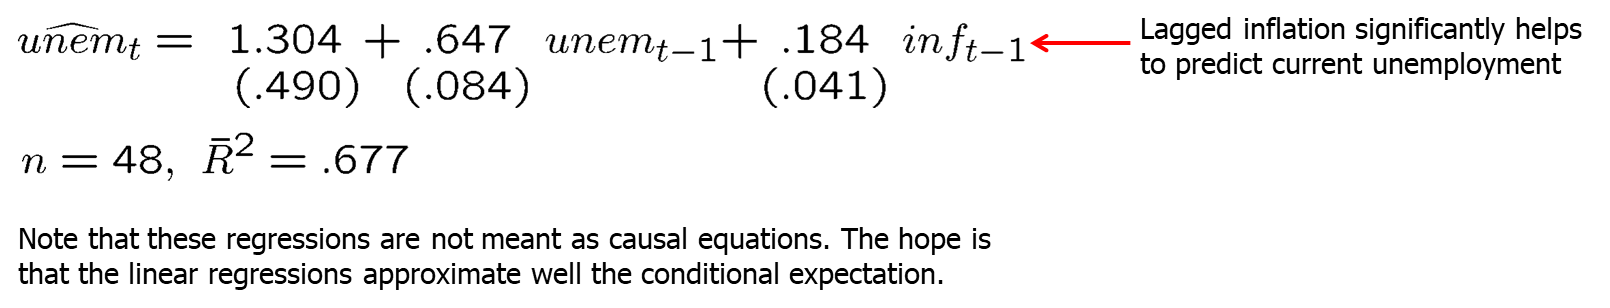 unem̂_t = 1.304 + .647 unem_{t−1} + .184 inf_{t−1}
(.490) (.084) (.041)
Lagged inflation significantly helps
to predict current unemployment
n = 48, R̄² = .677
Note that these regressions are not meant as causal equations. The hope is
that the linear regressions approximate well the conditional expectation.